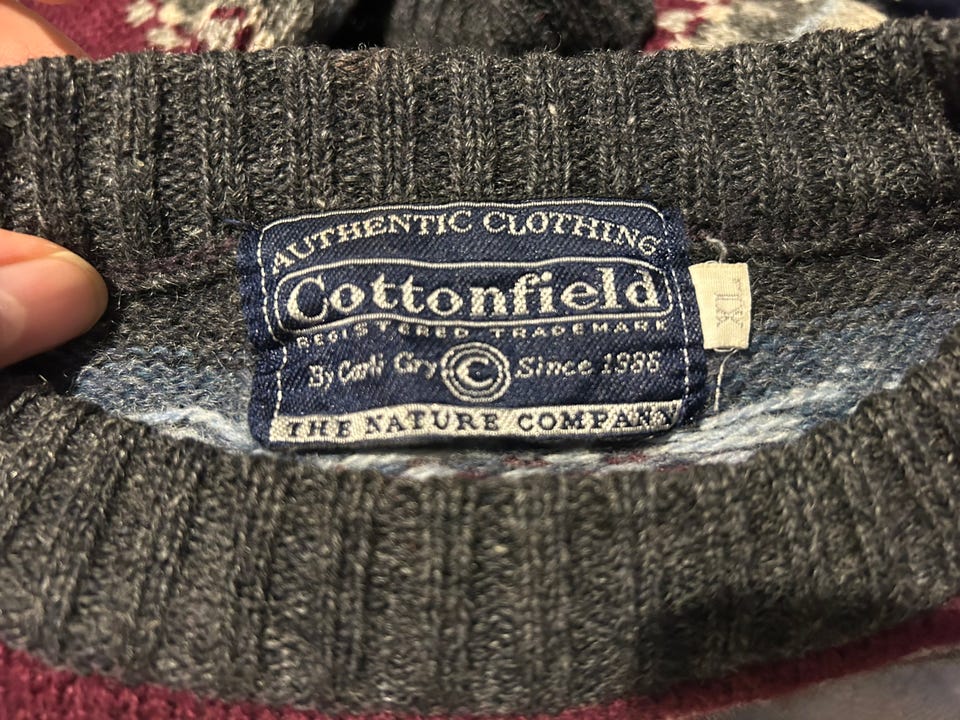 AUTHENTIC CLOTHING
Cottonfield
REGISTERED TRADEMARK
By Carli Gry C Since 1986
THE NATURE COMPANY
XL